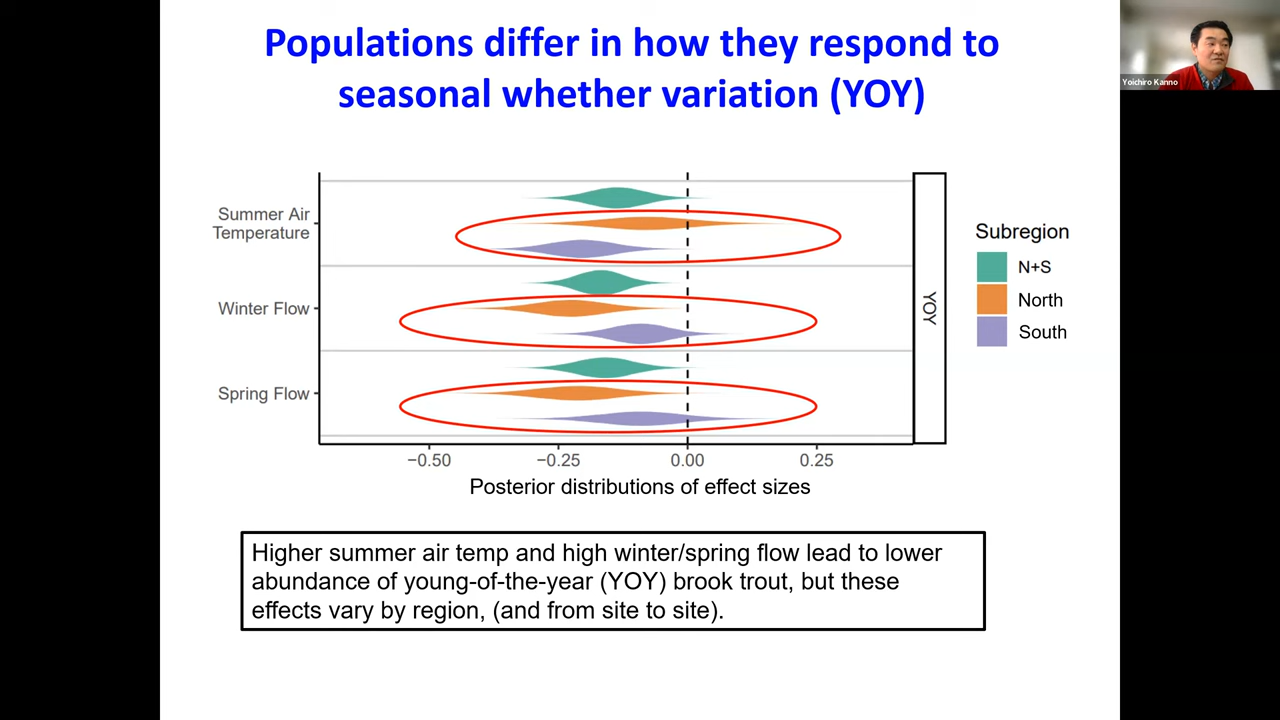 Populations differ in how they respond to
seasonal whether variation (YOY)
Yoichiro Kanno
Summer Air
Temperature
Winter Flow
Spring Flow
YOY
−0.50
−0.25
0.00
0.25
Posterior distributions of effect sizes
Subregion
N+S
North
South
Higher summer air temp and high winter/spring flow lead to lower
abundance of young-of-the-year (YOY) brook trout, but these
effects vary by region, (and from site to site).